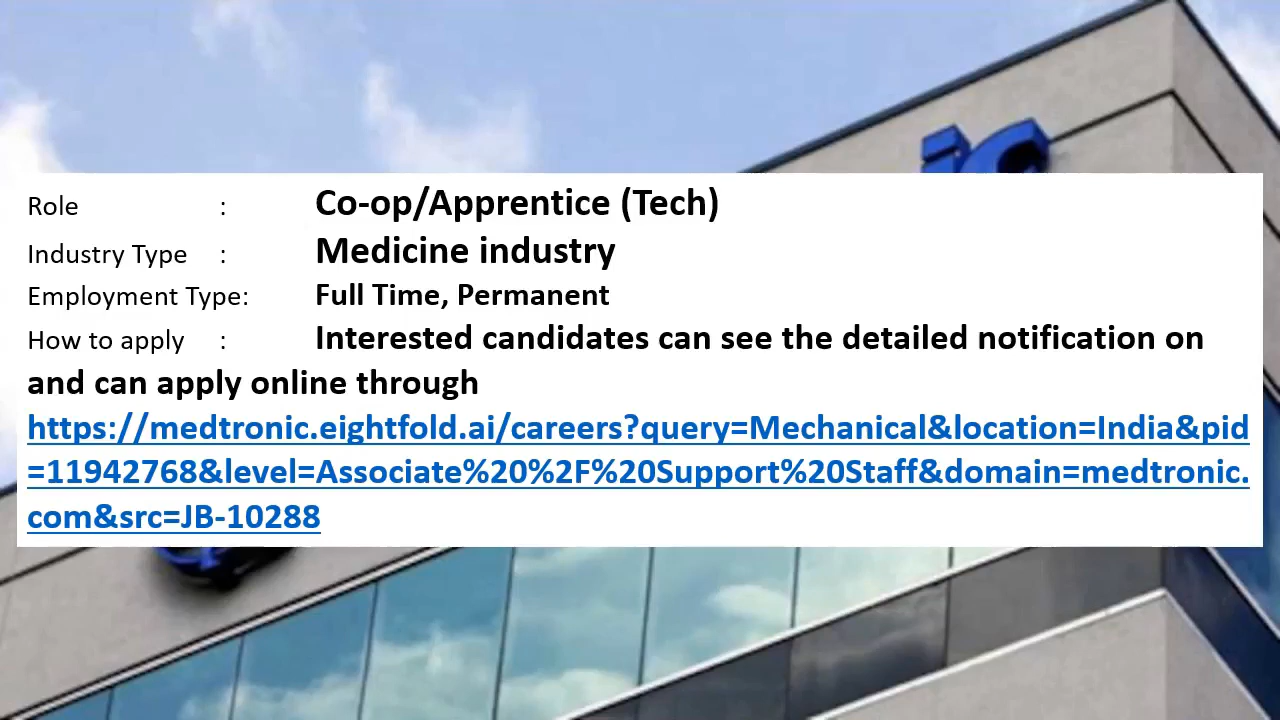 ic
Role : Co-op/Apprentice (Tech)
Industry Type : Medicine industry
Employment Type: Full Time, Permanent
How to apply : Interested candidates can see the detailed notification on
and can apply online through
https://medtronic.eightfold.ai/careers?query=Mechanical&location=India&pid
=11942768&level=Associate%20%2F%20Support%20Staff&domain=medtronic.
com&src=JB-10288